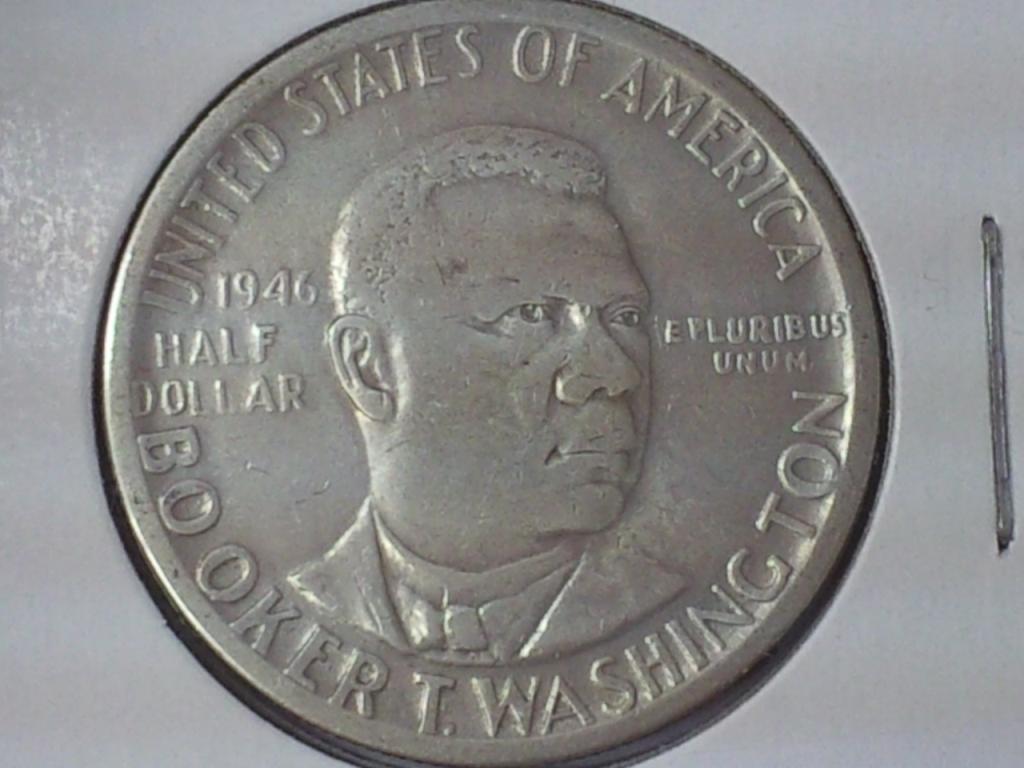 UNITED STATES OF AMERICA
1946
HALF
DOLLAR
E PLURIBUS
UNUM
BOOKER T. WASHINGTON